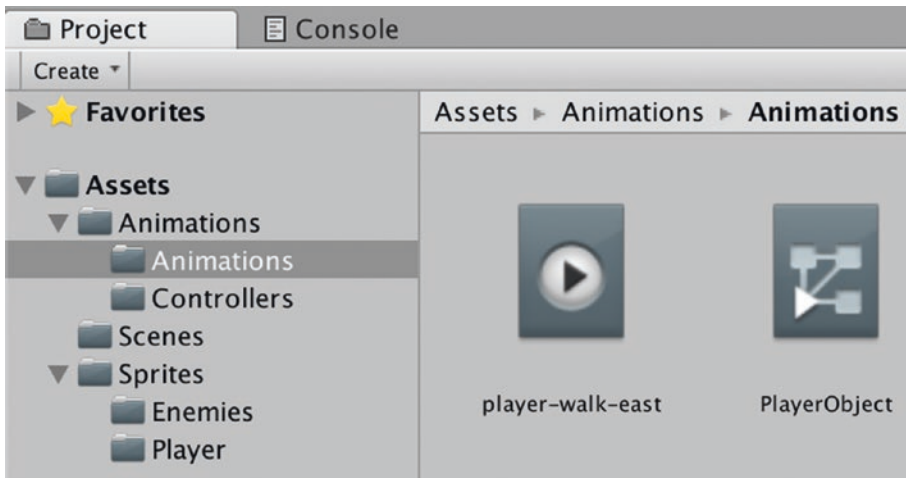 Project
Console
Create
Favorites
Assets
Animations
Animations
Controllers
Scenes
Sprites
Enemies
Player
Assets Animations Animations
player-walk-east
PlayerObject